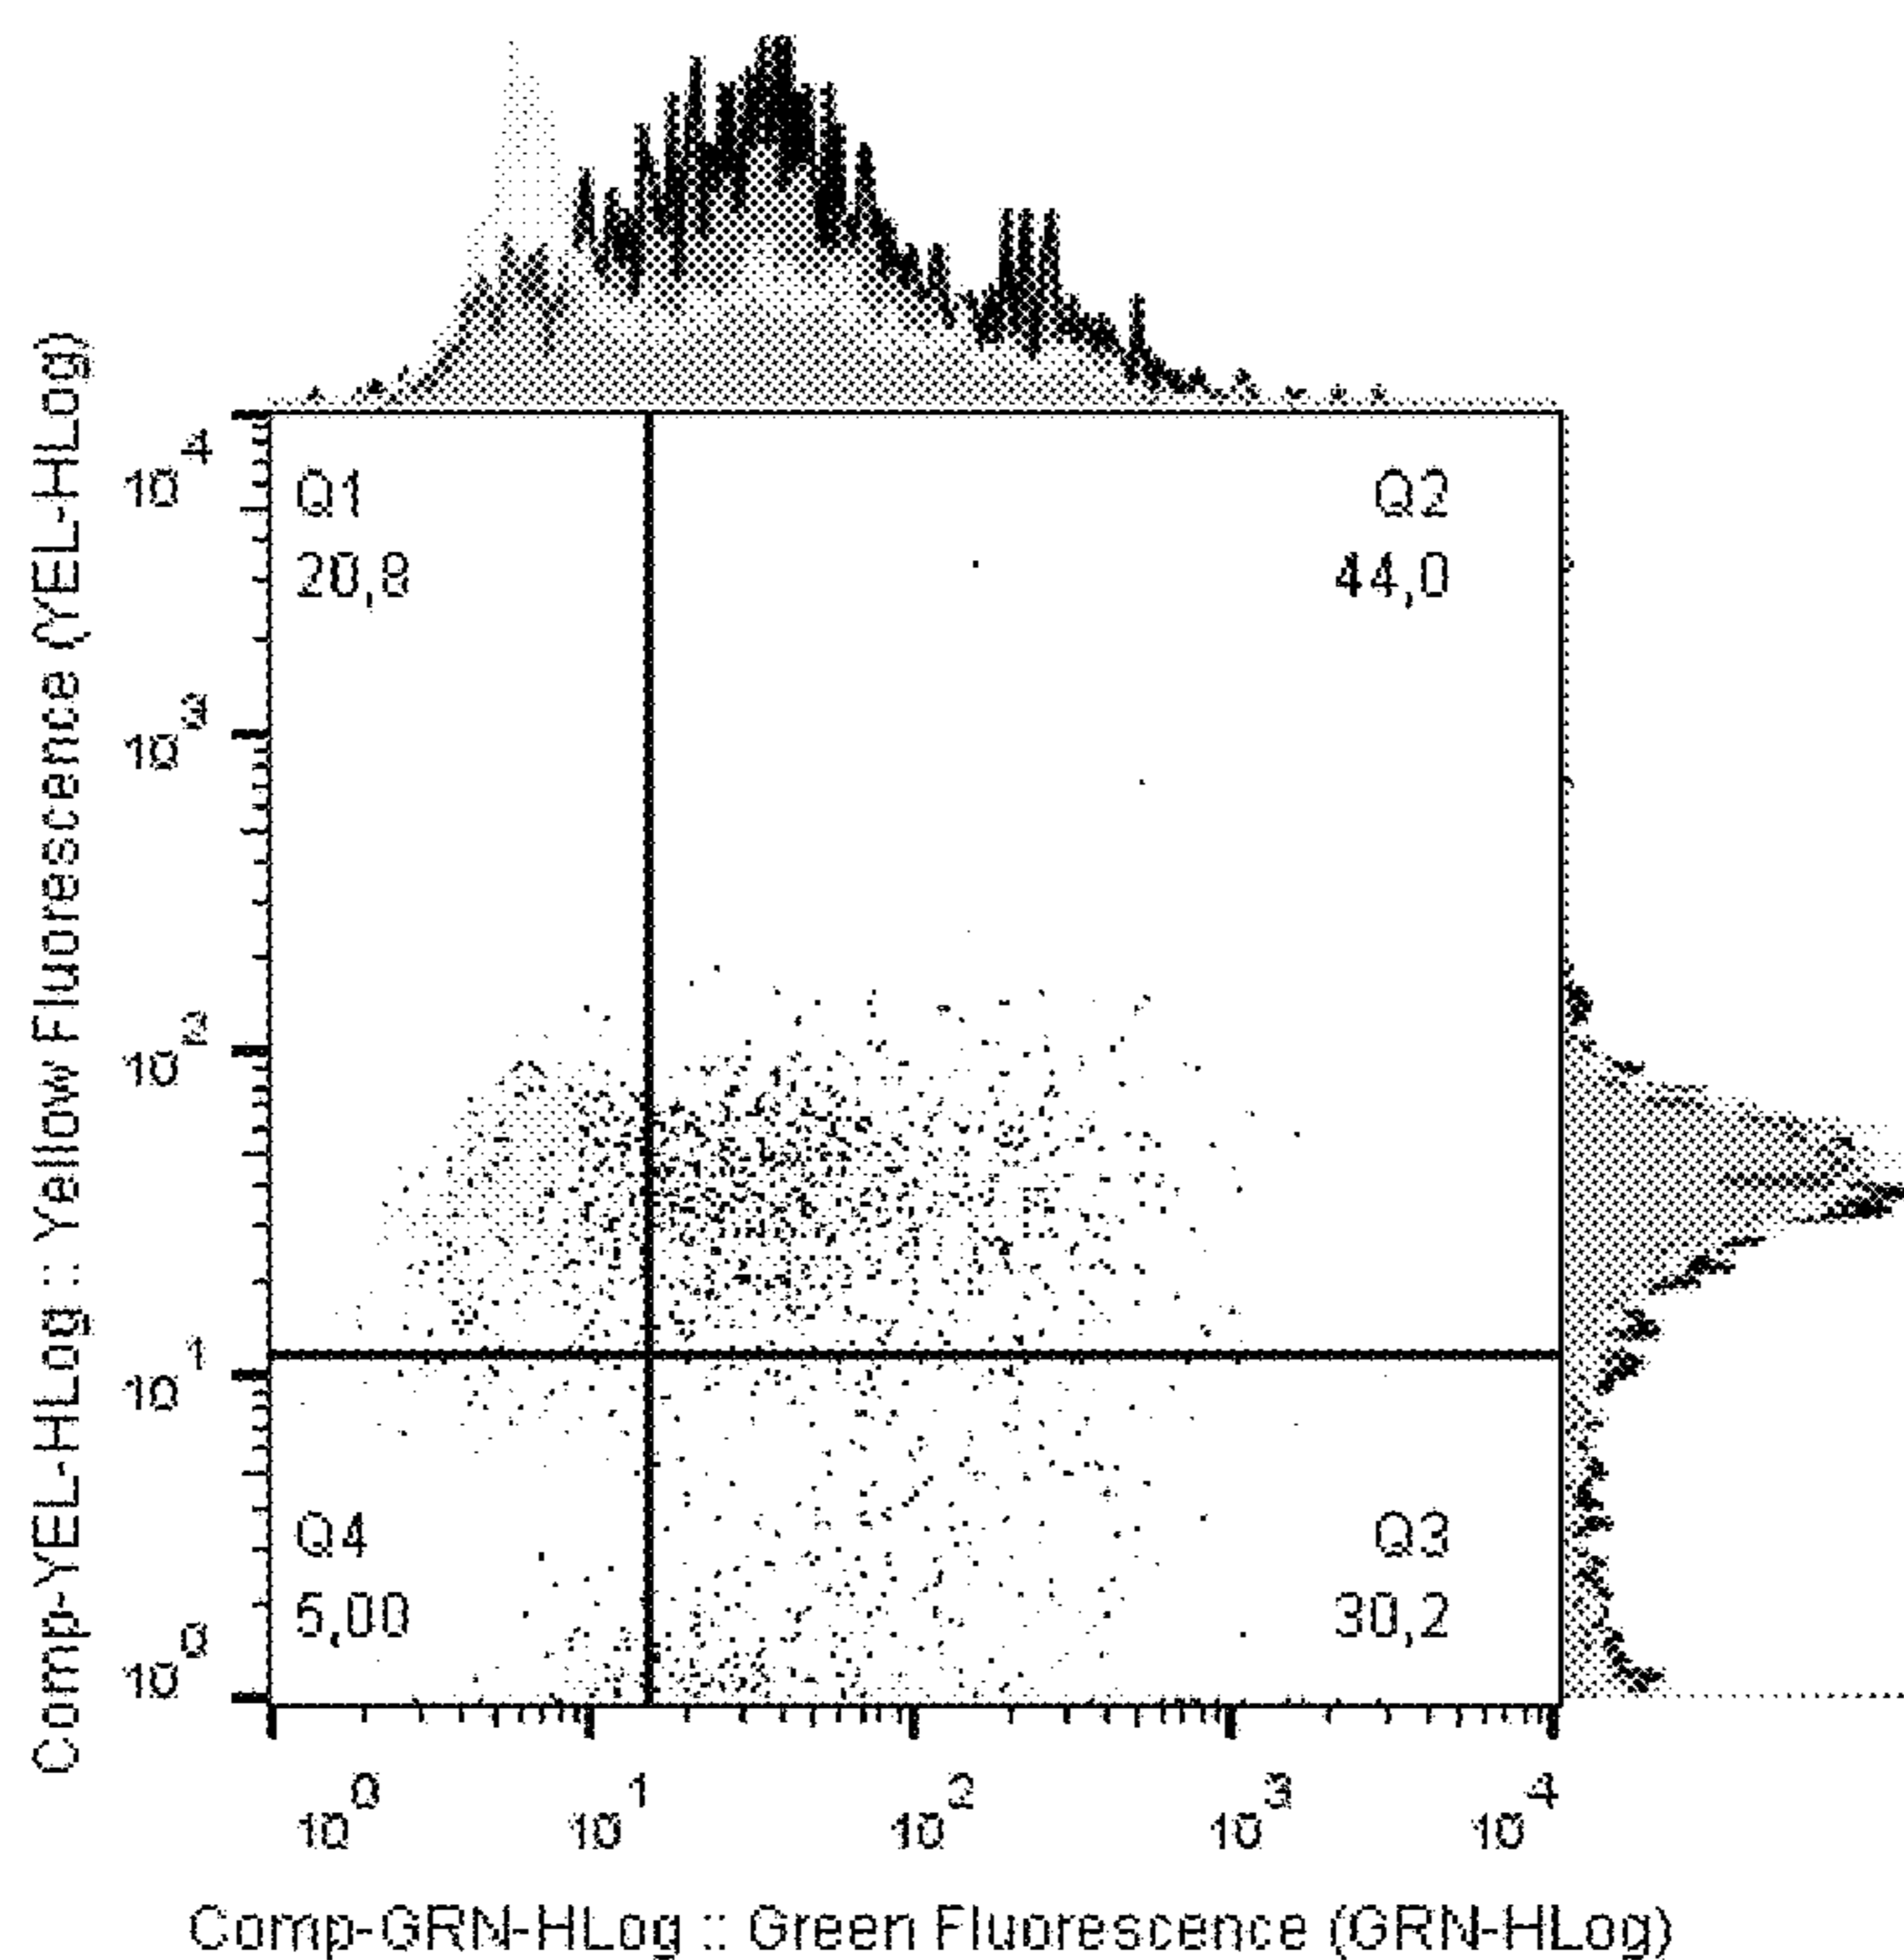 Comp-YEL-HLog :: Yellow Fluorescence (YEL-HLog)
10^4
10^3
10^2
10^1
10^0
Q1
20,8
Q2
44,0
Q4
5,00
Q3
30,2
10^0 10^1 10^2 10^3 10^4
Comp-GRN-HLog :: Green Fluorescence (GRN-HLog)